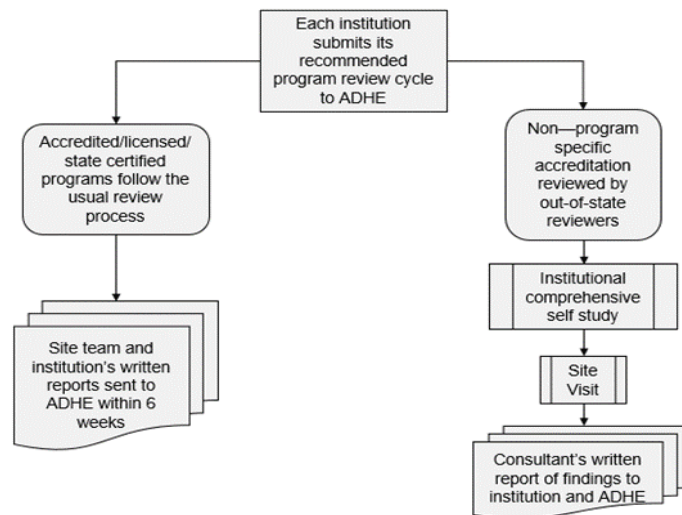 Each institution
submits its
recommended
program review cycle
to ADHE
Accredited/licensed/
state certified
programs follow the
usual review
process
Non—program
specific
accreditation
reviewed by
out-of-state
reviewers
Institutional
comprehensive
self study
Site team and
institution's written
reports sent to
ADHE within 6
weeks
Site
Visit
Consultant's written
report of findings to
institution and ADHE